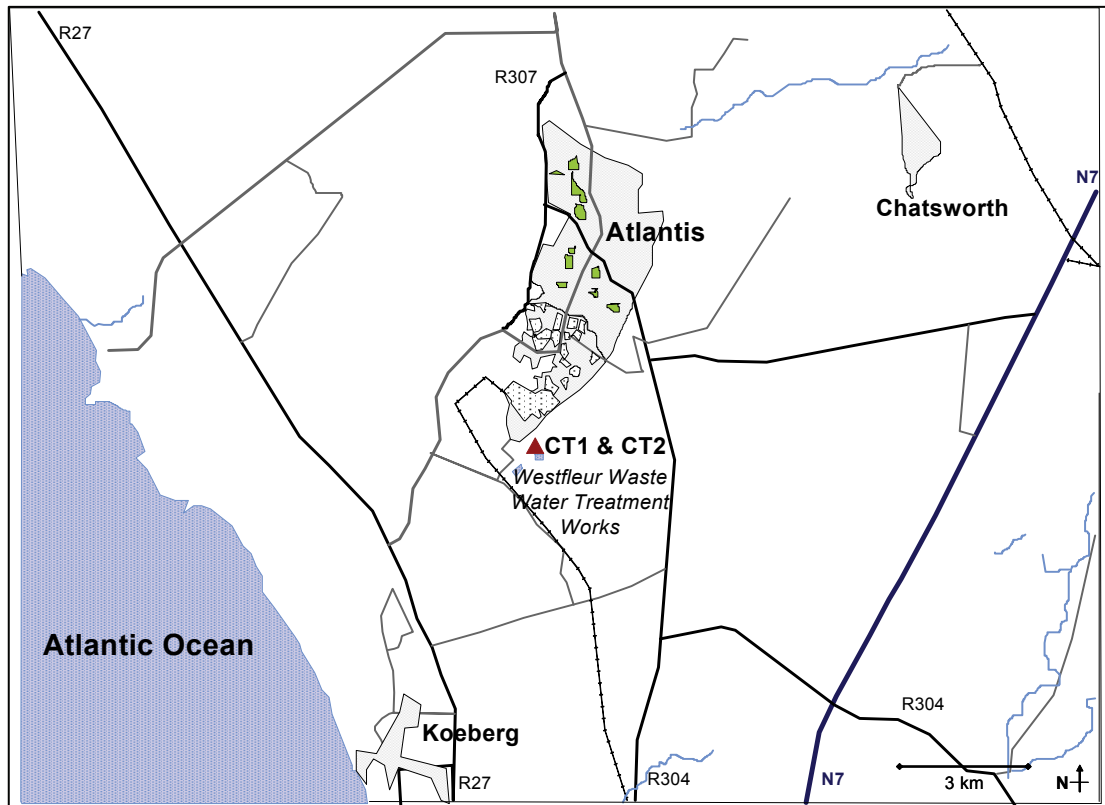 R27
R307
N7
Chatsworth
Atlantis
CT1 & CT2
Westfleur Waste
Water Treatment
Works
Atlantic Ocean
R304
Koeberg
3 km
N
R27
R304
N7